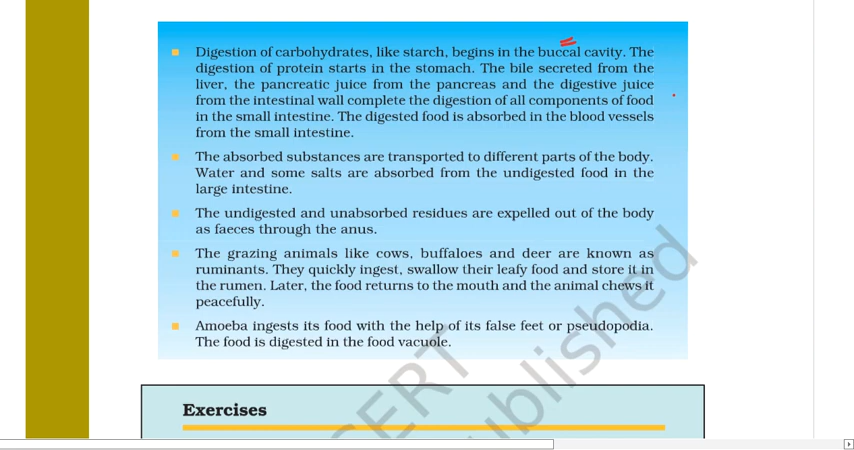 Digestion of carbohydrates, like starch, begins in the buccal cavity. The
digestion of protein starts in the stomach. The bile secreted from the
liver, the pancreatic juice from the pancreas and the digestive juice
from the intestinal wall complete the digestion of all components of food
in the small intestine. The digested food is absorbed in the blood vessels
from the small intestine.
The absorbed substances are transported to different parts of the body.
Water and some salts are absorbed from the undigested food in the
large intestine.
The undigested and unabsorbed residues are expelled out of the body
as faeces through the anus.
The grazing animals like cows, buffaloes and deer are known as
ruminants. They quickly ingest, swallow their leafy food and store it in
the rumen. Later, the food returns to the mouth and the animal chews it
peacefully.
Amoeba ingests its food with the help of its false feet or pseudopodia.
The food is digested in the food vacuole.
Exercises